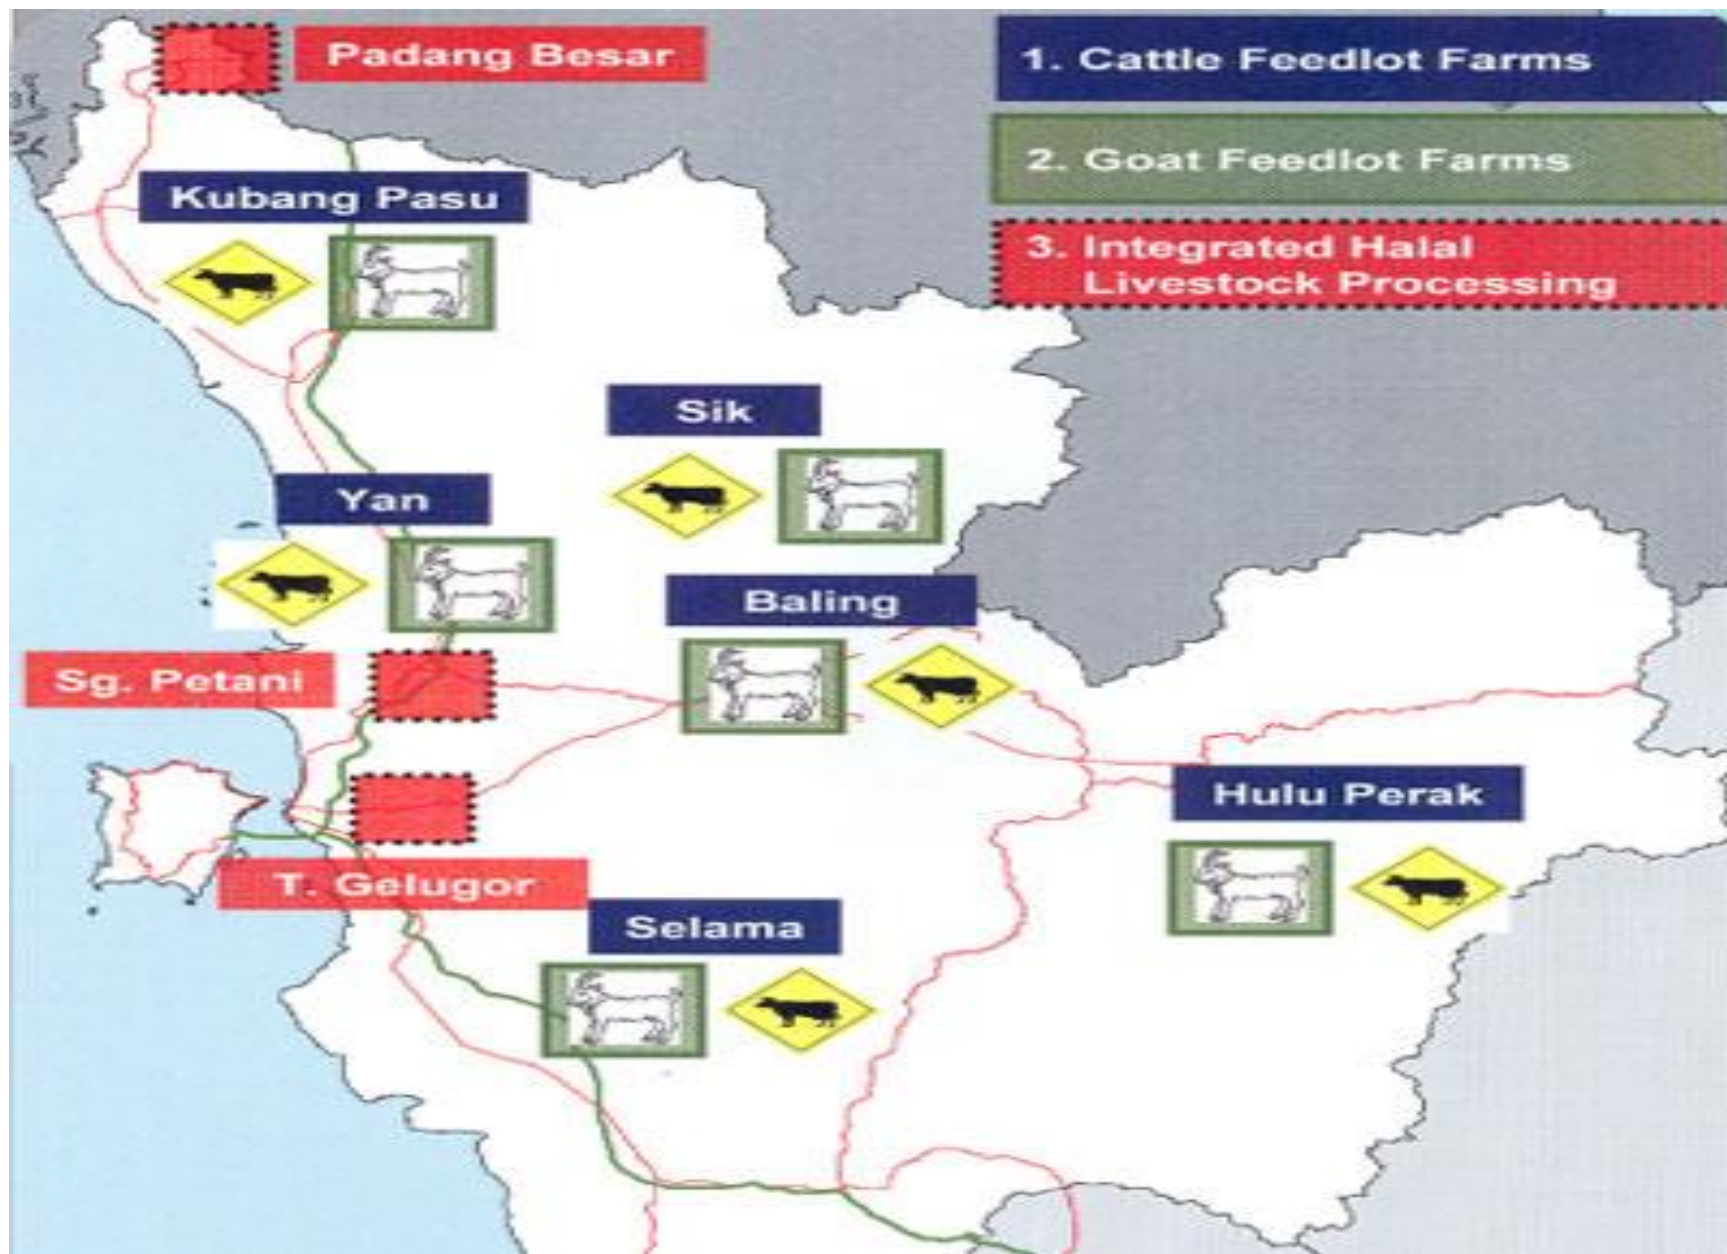 Padang Besar
1. Cattle Feedlot Farms
2. Goat Feedlot Farms
3. Integrated Halal
Livestock Processing
Kubang Pasu
Sik
Yan
Baling
Sg. Petani
Hulu Perak
T. Gelugor
Selama